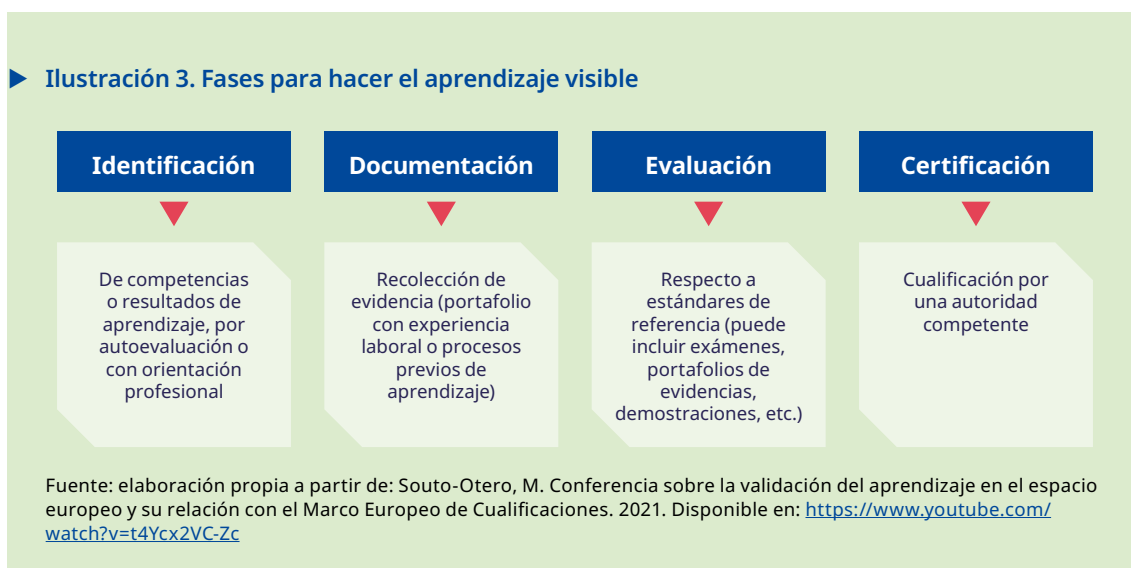 Ilustración 3. Fases para hacer el aprendizaje visible
Identificación
De competencias
o resultados de
aprendizaje, por
autoevaluación o
con orientación
profesional
Documentación
Recolección de
evidencia (portafolio
con experiencia
laboral o procesos
previos de
aprendizaje)
Evaluación
Respecto a
estándares de
referencia (puede
incluir exámenes,
portafolios de
evidencias,
demostraciones, etc.)
Certificación
Cualificación por
una autoridad
competente
Fuente: elaboración propia a partir de: Souto-Otero, M. Conferencia sobre la validación del aprendizaje en el espacio
europeo y su relación con el Marco Europeo de Cualificaciones. 2021. Disponible en: https://www.youtube.com/
watch?v=t4Ycx2VC-Zc